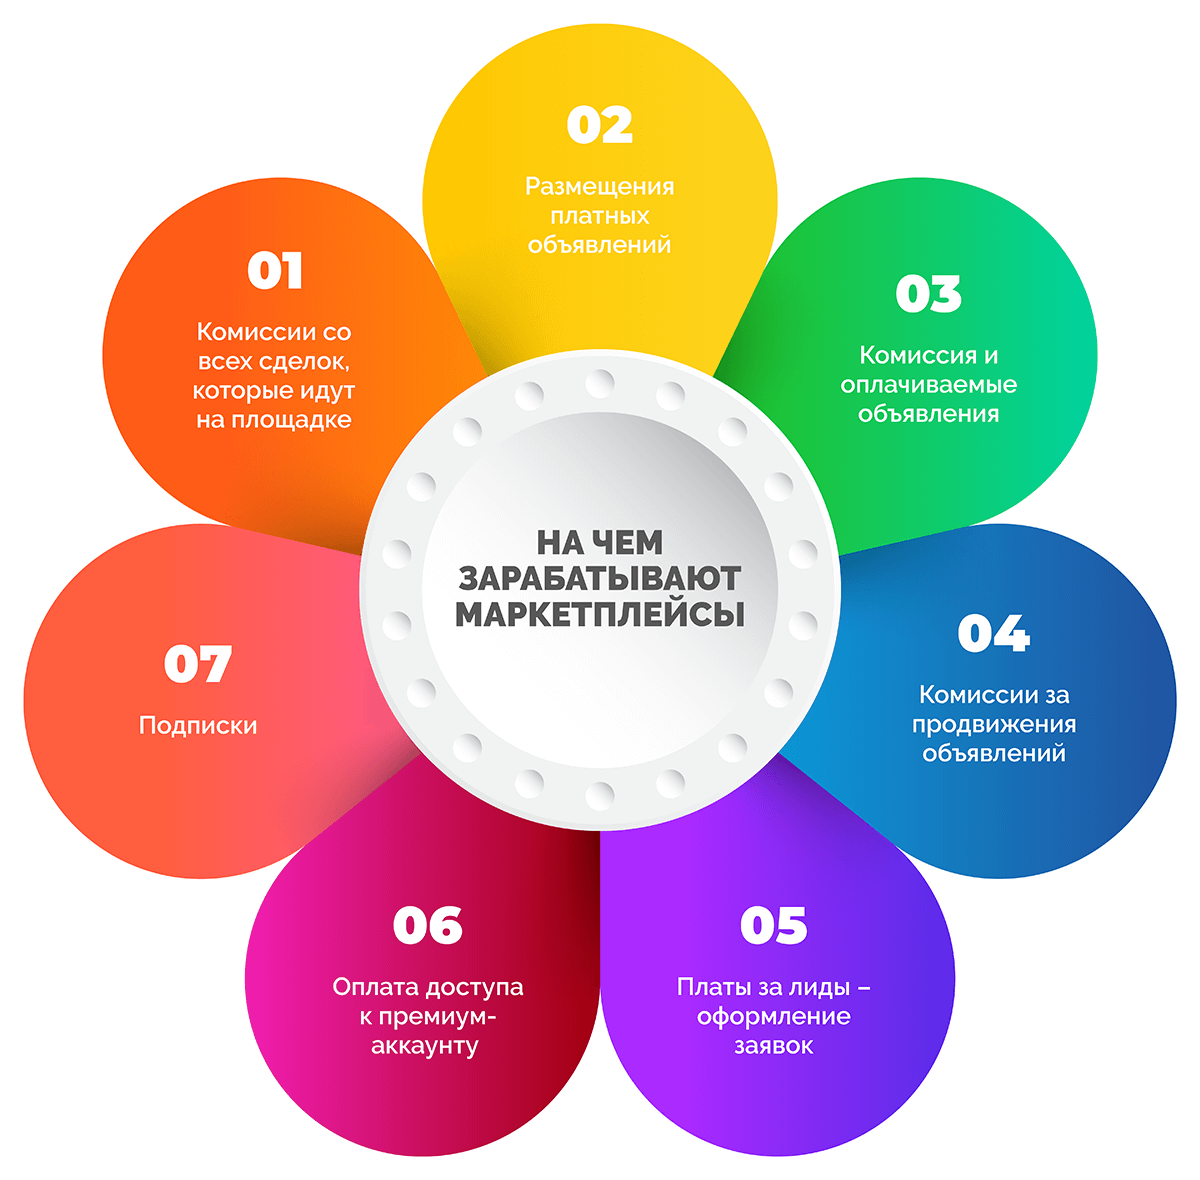 НА ЧЕМ
ЗАРАБАТЫВАЮТ
МАРКЕТПЛЕЙСЫ
01
Комиссии со
всех сделок,
которые идут
на площадке
02
Размещения
платных
объявлений
03
Комиссия и
оплачиваемые
объявления
04
Комиссии за
продвижения
объявлений
05
Платы за лиды –
оформление
заявок
06
Оплата доступа
к премиум-
аккаунту
07
Подписки